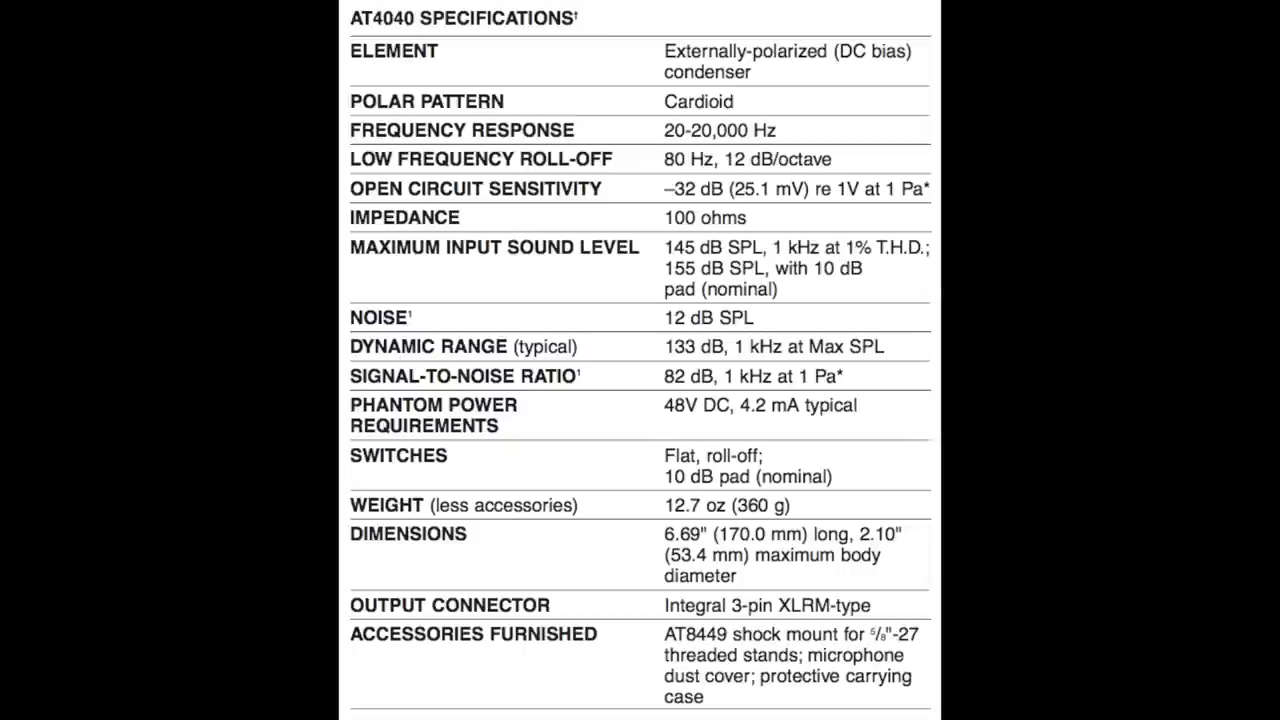 AT4040 SPECIFICATIONS†
ELEMENT Externally-polarized (DC bias)
condenser
POLAR PATTERN Cardioid
FREQUENCY RESPONSE 20-20,000 Hz
LOW FREQUENCY ROLL-OFF 80 Hz, 12 dB/octave
OPEN CIRCUIT SENSITIVITY –32 dB (25.1 mV) re 1V at 1 Pa*
IMPEDANCE 100 ohms
MAXIMUM INPUT SOUND LEVEL 145 dB SPL, 1 kHz at 1% T.H.D.;
155 dB SPL, with 10 dB
pad (nominal)
NOISE¹ 12 dB SPL
DYNAMIC RANGE (typical) 133 dB, 1 kHz at Max SPL
SIGNAL-TO-NOISE RATIO¹ 82 dB, 1 kHz at 1 Pa*
PHANTOM POWER 48V DC, 4.2 mA typical
REQUIREMENTS
SWITCHES Flat, roll-off;
10 dB pad (nominal)
WEIGHT (less accessories) 12.7 oz (360 g)
DIMENSIONS 6.69" (170.0 mm) long, 2.10"
(53.4 mm) maximum body
diameter
OUTPUT CONNECTOR Integral 3-pin XLRM-type
ACCESSORIES FURNISHED AT8449 shock mount for ⁵/₈"-27
threaded stands; microphone
dust cover; protective carrying
case